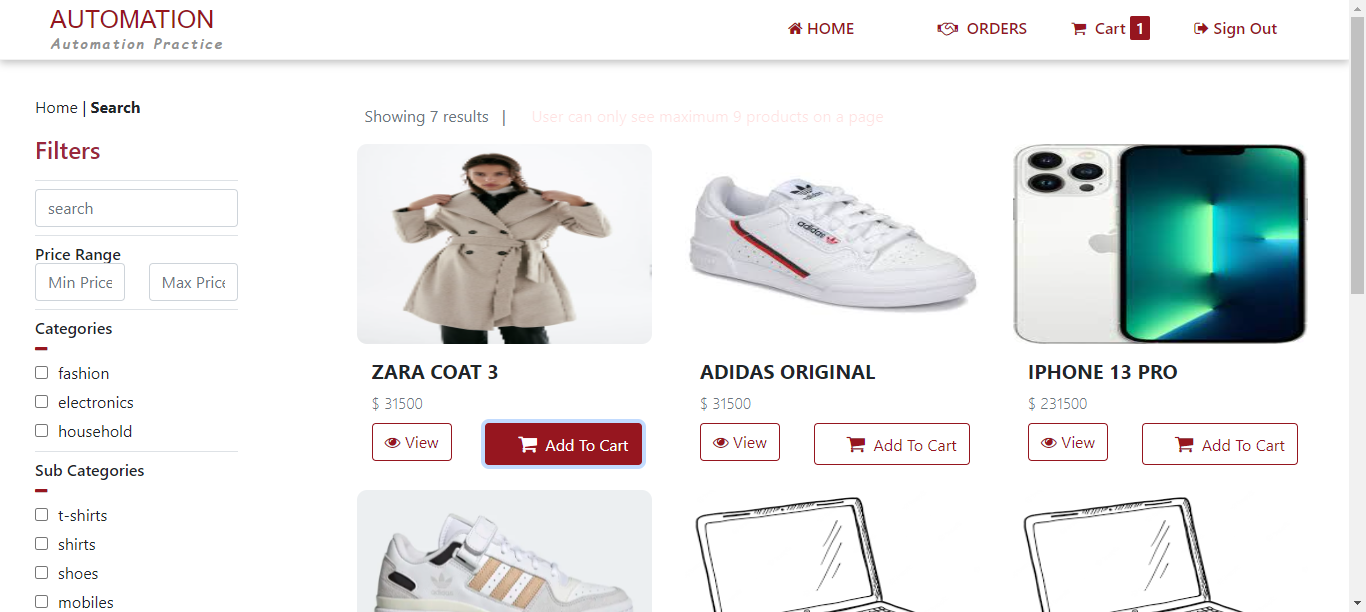 AUTOMATION
Automation Practice
HOME
ORDERS
Cart 1
Sign Out
Home | Search
Filters
search
Price Range
Min Price
Max Price
Categories
fashion
electronics
household
Sub Categories
t-shirts
shirts
shoes
mobiles
Showing 7 results |
User can only see maximum 9 products on a page
adidas
ZARA COAT 3
$ 31500
View
Add To Cart
ADIDAS ORIGINAL
$ 31500
View
Add To Cart
IPHONE 13 PRO
$ 231500
View
Add To Cart